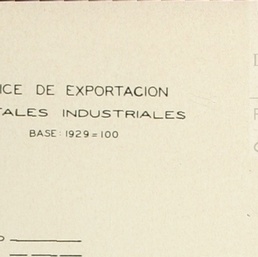 ICE DE EXPORTACION
TALES INDUSTRIALES
BASE: 1929=100